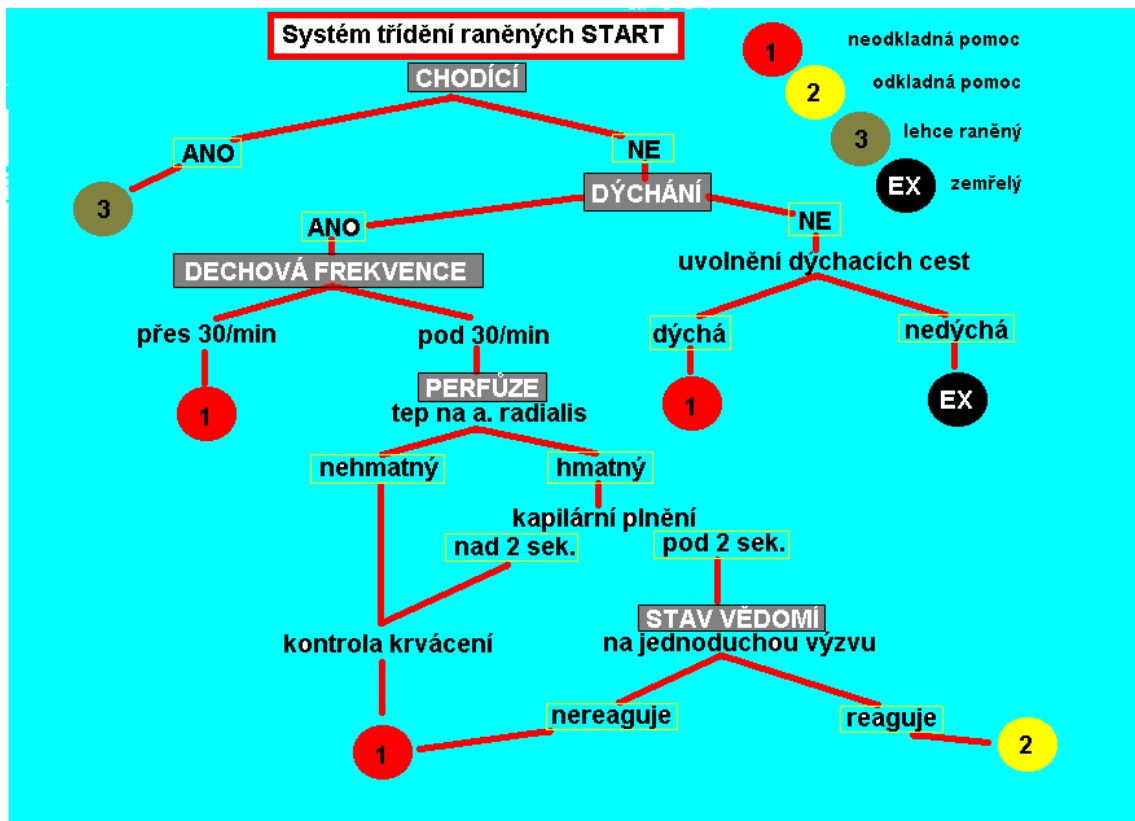 Systém třídění raněných START
1 neodkladná pomoc
2 odkladná pomoc
3 lehce raněný
EX zemřelý
CHODÍCÍ
ANO
NE
3
DÝCHÁNÍ
ANO
NE
DECHOVÁ FREKVENCE
uvolnění dýchacích cest
přes 30/min
pod 30/min
dýchá
nedýchá
1
PERFŮZE
tep na a. radialis
1
EX
nehmatný
hmatný
kapilární plnění
nad 2 sek.
pod 2 sek.
STAV VĚDOMÍ
na jednoduchou výzvu
kontrola krvácení
nereaguje
reaguje
1
2